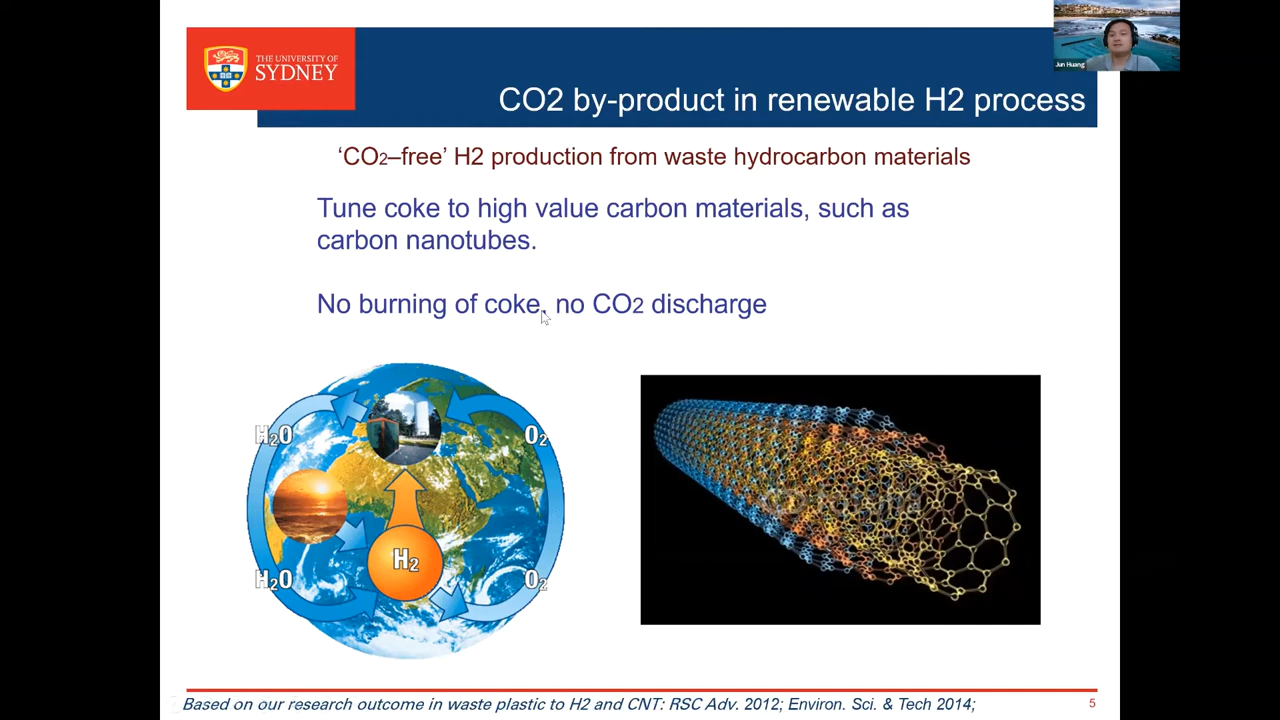 THE UNIVERSITY OF
SYDNEY
Jun Huang
CO2 by-product in renewable H2 process
‘CO2–free’ H2 production from waste hydrocarbon materials
Tune coke to high value carbon materials, such as
carbon nanotubes.
No burning of coke, no CO2 discharge
H2O
O2
H2
H2O
O2
Based on our research outcome in waste plastic to H2 and CNT: RSC Adv. 2012; Environ. Sci. & Tech 2014;
5